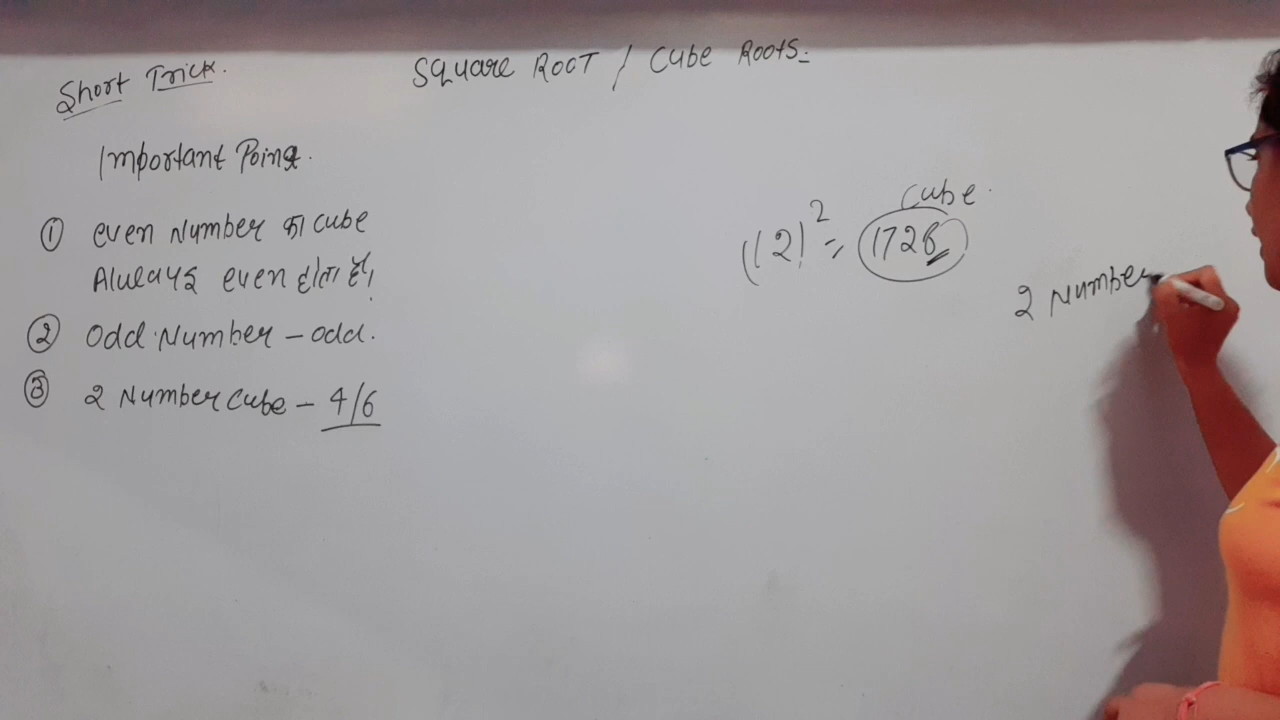 Short Trick.
Square Root / Cube Roots:
Important Point.
① even Number का cube
Always even होता है।
② Odd Number – odd.
③ 2 Number Cube – 4/6
Cube.
(12)² = 1728
2 Number